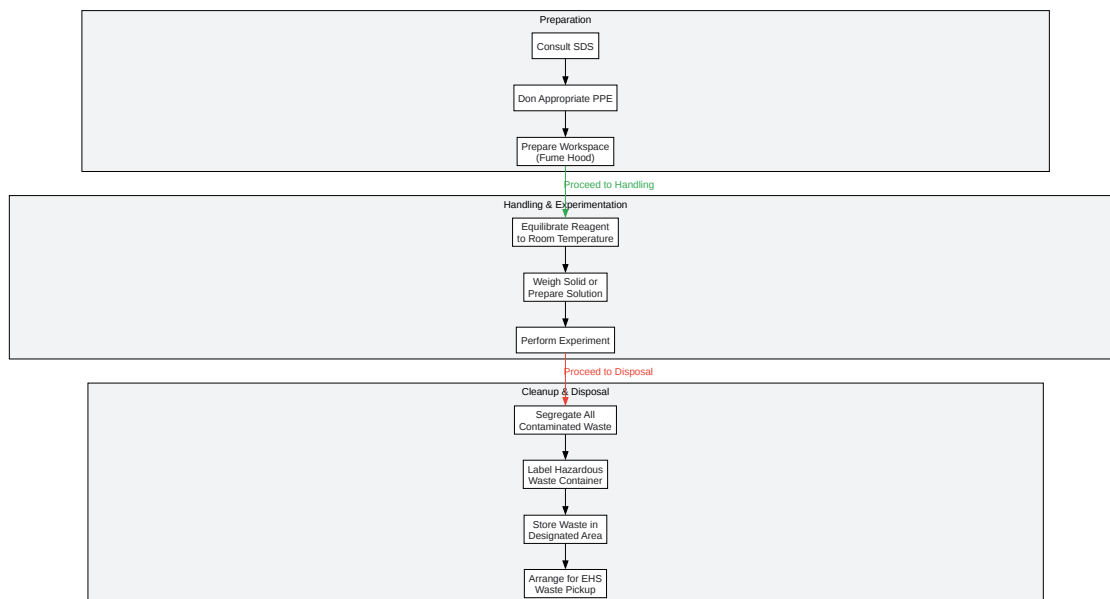 Preparation
Consult SDS
Don Appropriate PPE
Prepare Workspace
(Fume Hood)
Proceed to Handling
Handling & Experimentation
Equilibrate Reagent
to Room Temperature
Weigh Solid or
Prepare Solution
Perform Experiment
Proceed to Disposal
Cleanup & Disposal
Segregate All
Contaminated Waste
Label Hazardous
Waste Container
Store Waste in
Designated Area
Arrange for EHS
Waste Pickup